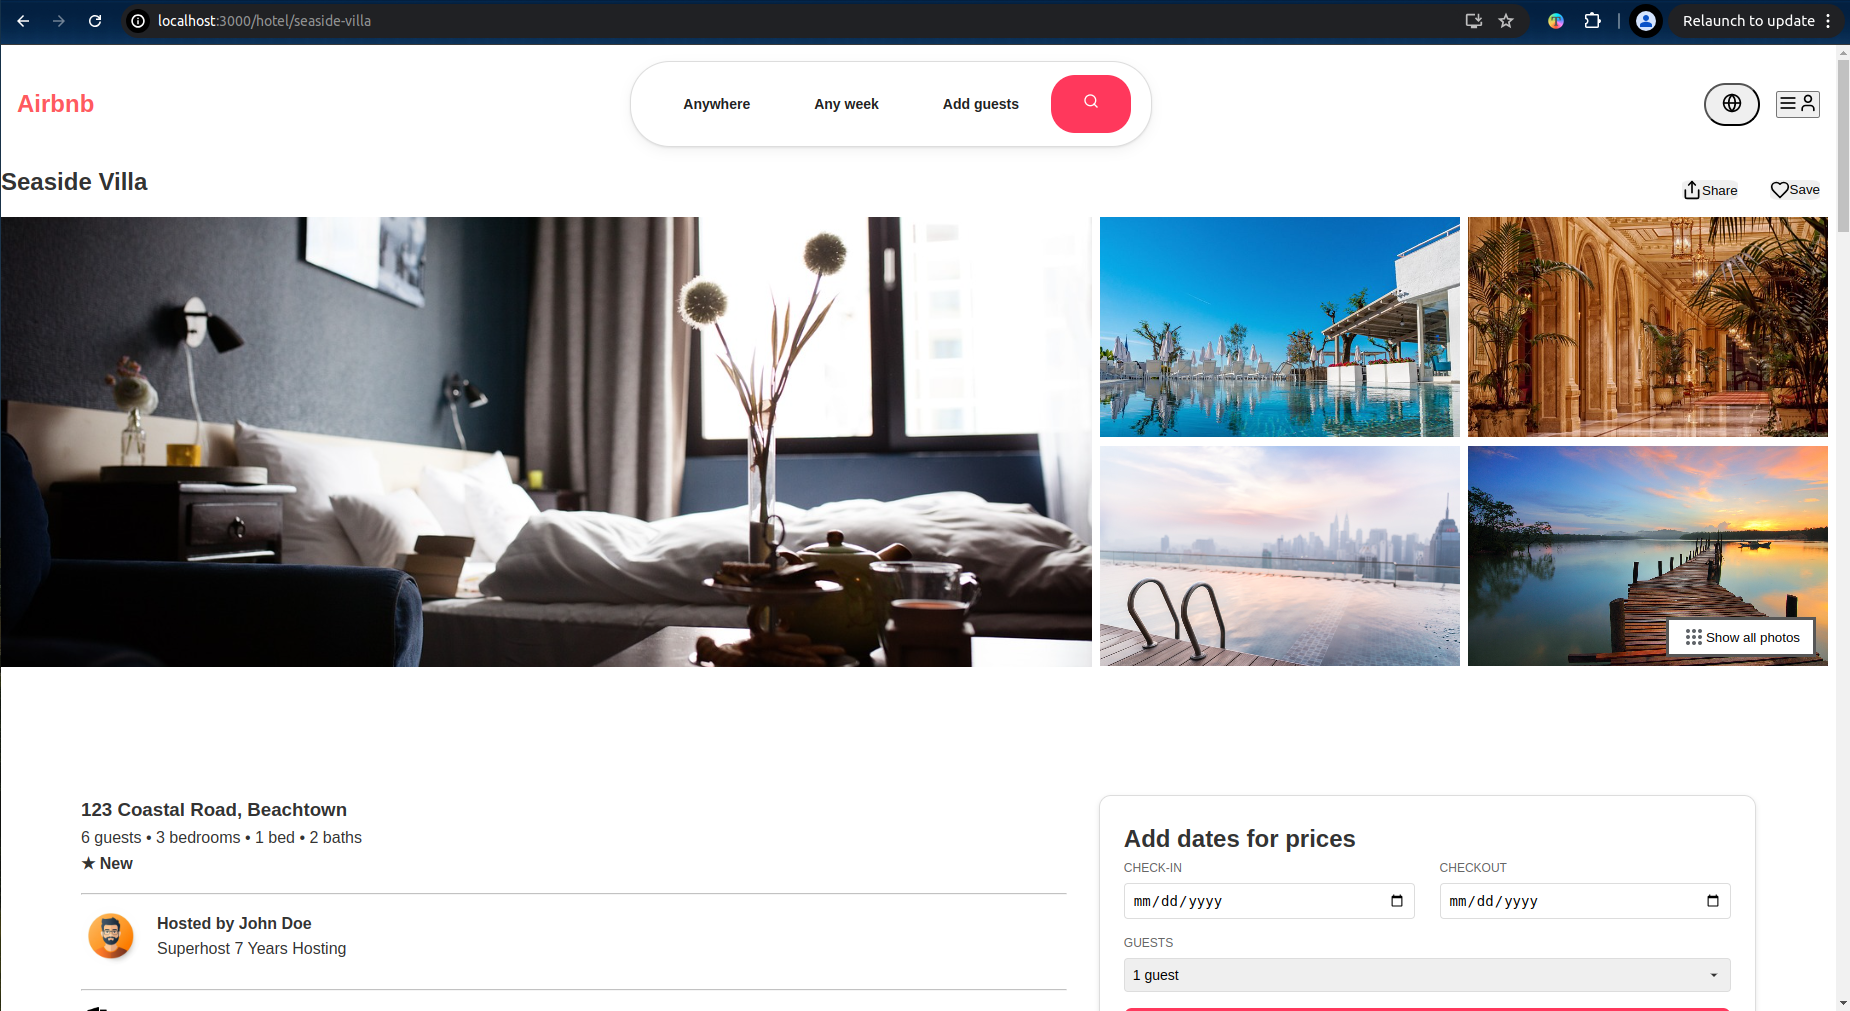 localhost:3000/hotel/seaside-villa
Relaunch to update
Airbnb
Anywhere
Any week
Add guests
Seaside Villa
Share
Save
Show all photos
123 Coastal Road, Beachtown
6 guests • 3 bedrooms • 1 bed • 2 baths
★ New
Hosted by John Doe
Superhost 7 Years Hosting
Add dates for prices
CHECK-IN
CHECKOUT
mm/dd/yyyy
mm/dd/yyyy
GUESTS
1 guest